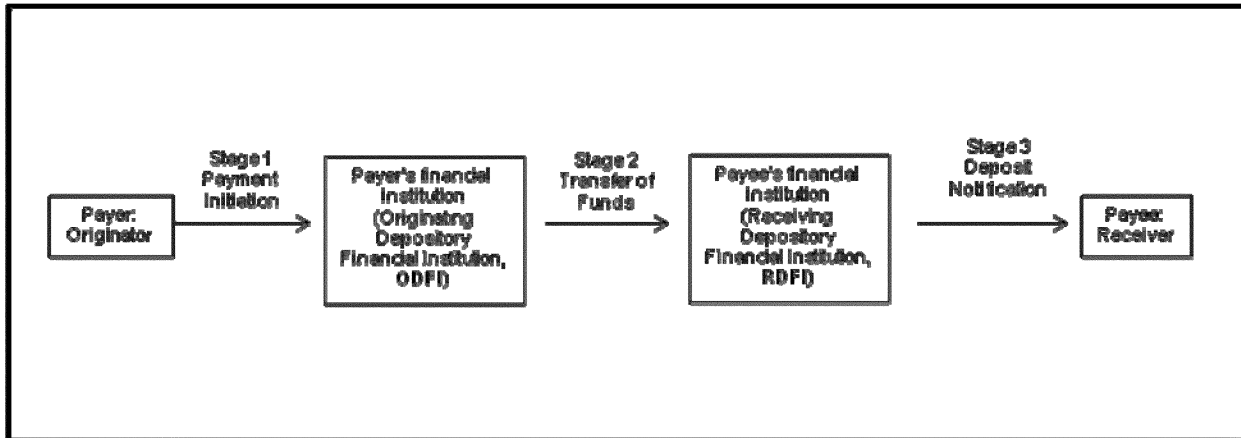 Payer:
Originator
Stage 1
Payment
Initiation
Payer's financial
institution
(Originating
Depository
Financial Institution,
ODFI)
Stage 2
Transfer of
Funds
Payee's financial
institution
(Receiving
Depository
Financial Institution,
RDFI)
Stage 3
Deposit
Notification
Payee:
Receiver